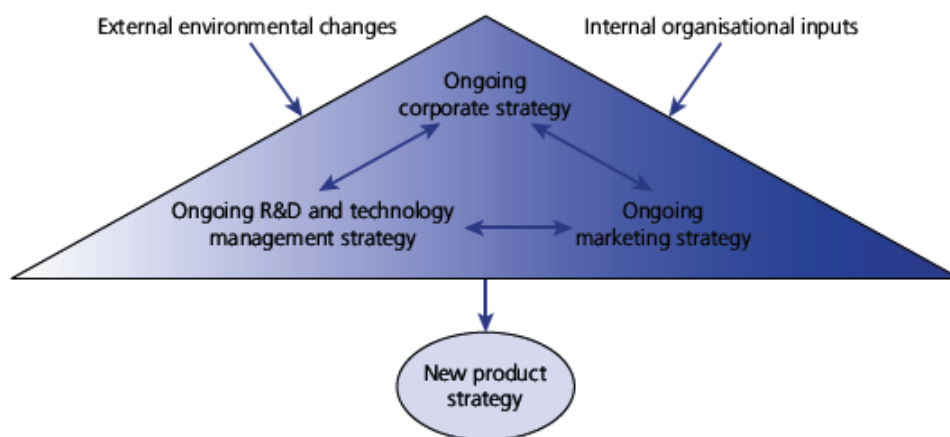 External environmental changes
Internal organisational inputs
Ongoing
corporate strategy
Ongoing R&D and technology
management strategy
Ongoing
marketing strategy
New product
strategy